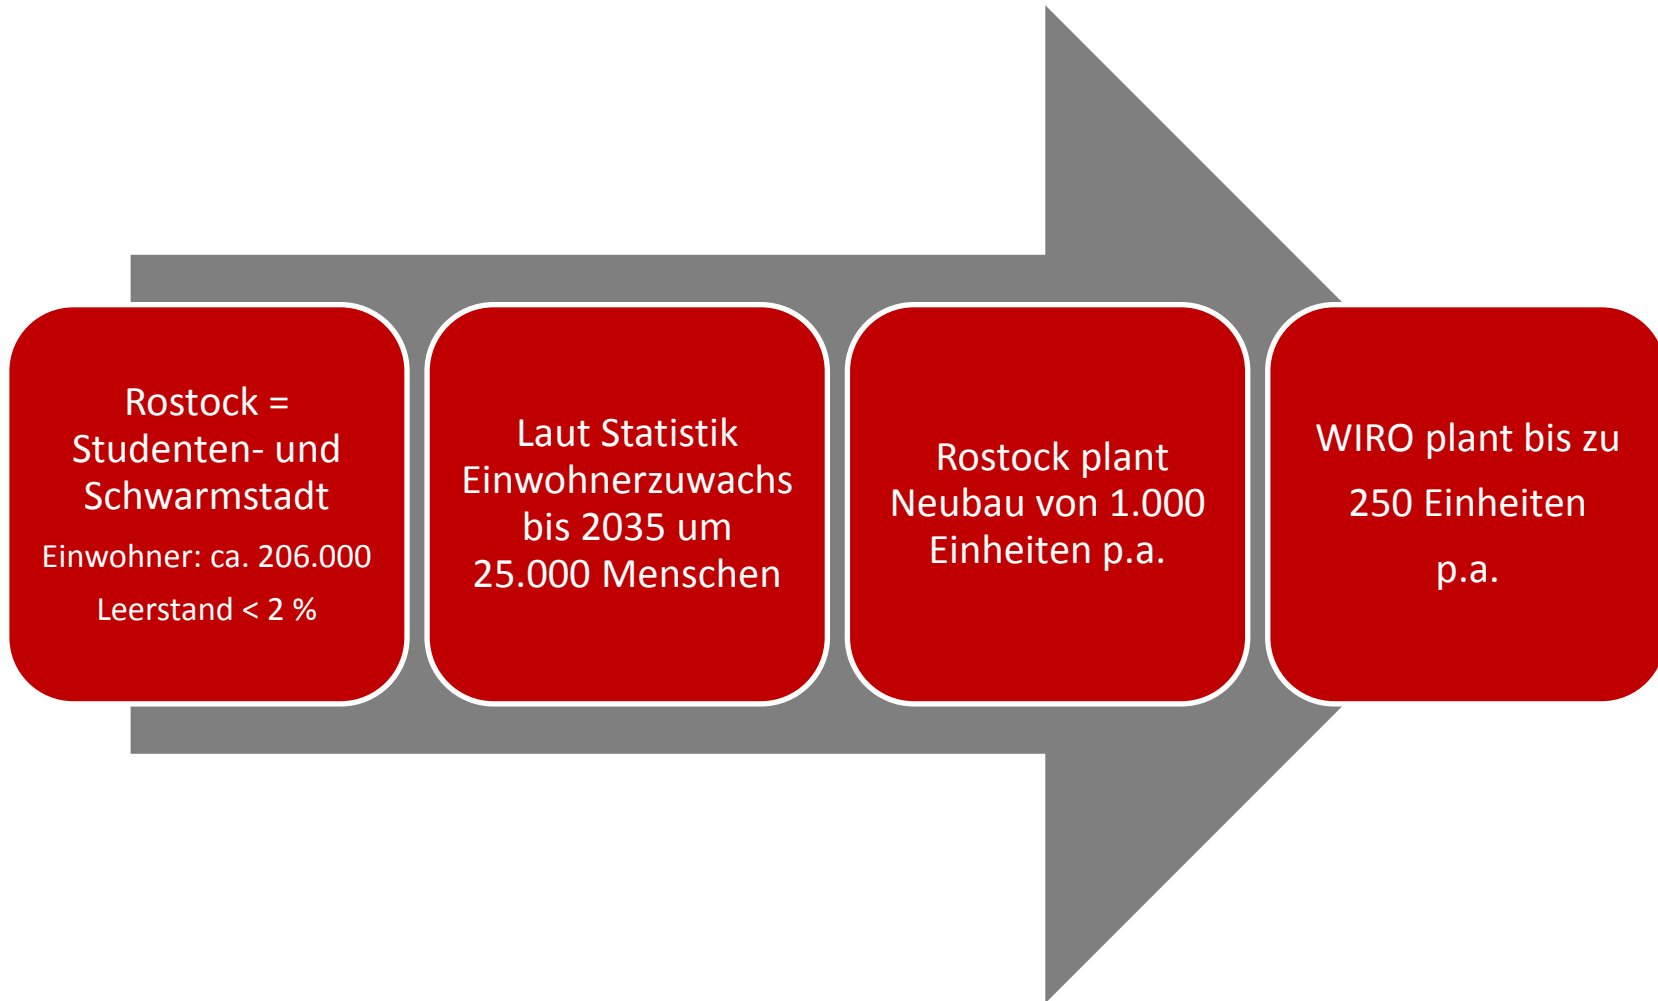 Rostock =
Studenten- und
Schwarmstadt
Einwohner: ca. 206.000
Leerstand < 2 %
Laut Statistik
Einwohnerzuwachs
bis 2035 um
25.000 Menschen
Rostock plant
Neubau von 1.000
Einheiten p.a.
WIRO plant bis zu
250 Einheiten
p.a.